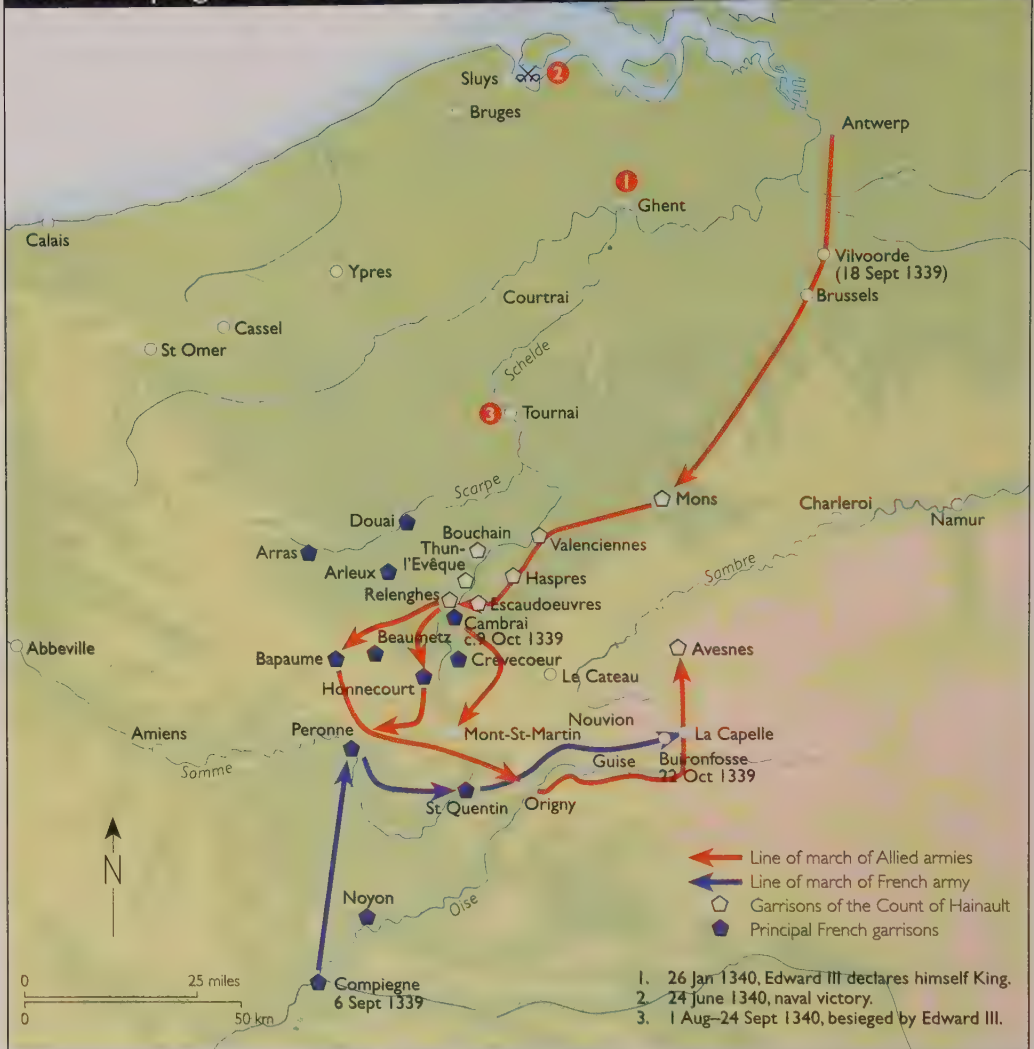 Sluys
2
Bruges
Antwerp
1
Ghent
Calais
Vilvoorde
(18 Sept 1339)
Ypres
Brussels
Courtrai
Cassel
St Omer
Schelde
3
Tournai
Scarpe
Mons
Charleroi
Namur
Douai
Bouchain
Valenciennes
Arras
Thun-
l'Evêque
Sambre
Arleux
Haspres
Relenghes
Escaudoeuvres
Cambrai
c.9 Oct 1339
Abbeville
Beaumetz
Avesnes
Bapaume
Crèvecoeur
Le Cateau
Honnecourt
Nouvion
Amiens
Peronne
Mont-St-Martin
La Capelle
Guise
Buironfosse
22 Oct 1339
Somme
St Quentin
Origny
N
Line of march of Allied armies
Line of march of French army
Noyon
Oise
Garrisons of the Count of Hainault
Principal French garrisons
0 25 miles
Compiegne
6 Sept 1339
0 50 km
1. 26 Jan 1340, Edward III declares himself King.
2. 24 June 1340, naval victory.
3. 1 Aug–24 Sept 1340, besieged by Edward III.